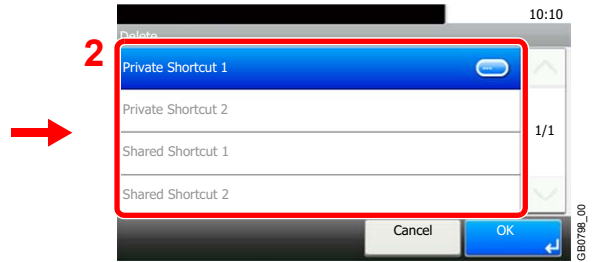 10:10
Delete
2
Private Shortcut 1
Private Shortcut 2
1/1
Shared Shortcut 1
Shared Shortcut 2
Cancel
OK
GB0798_00